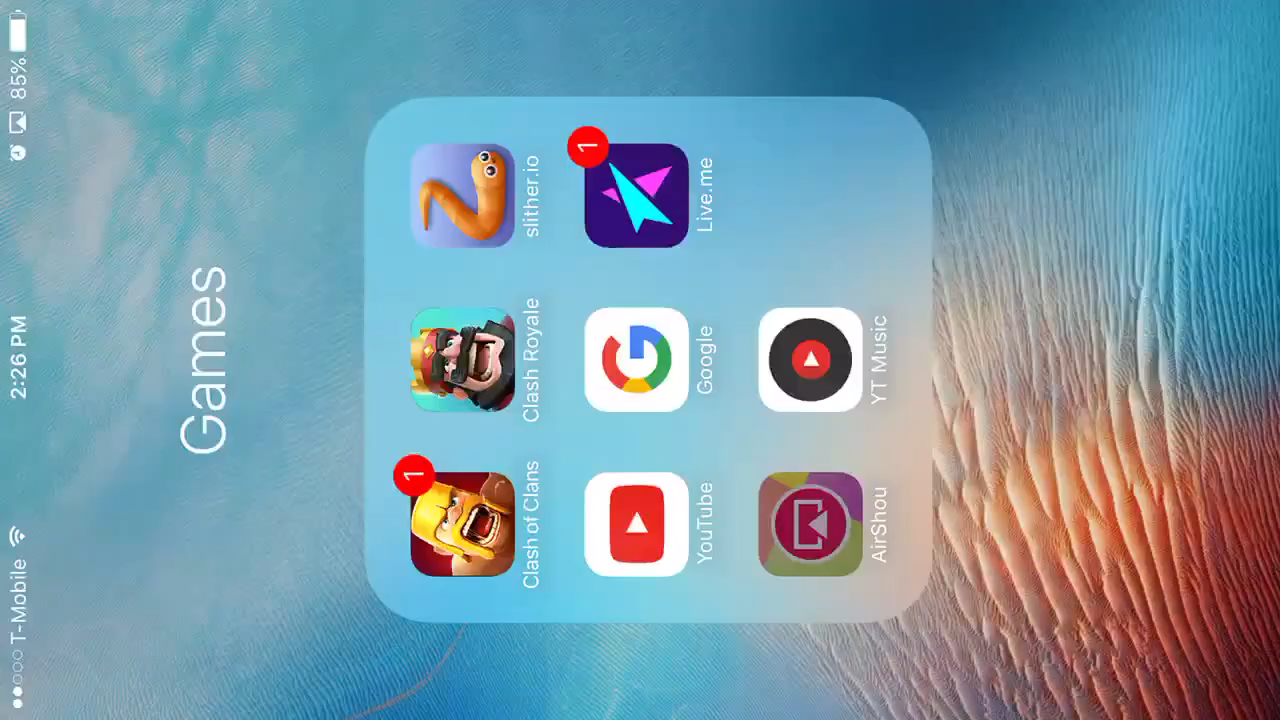 T-Mobile 2:26 PM 85%
Games
1
Clash of Clans Clash Royale slither.io
1
YouTube Google Live.me
AirShou YT Music